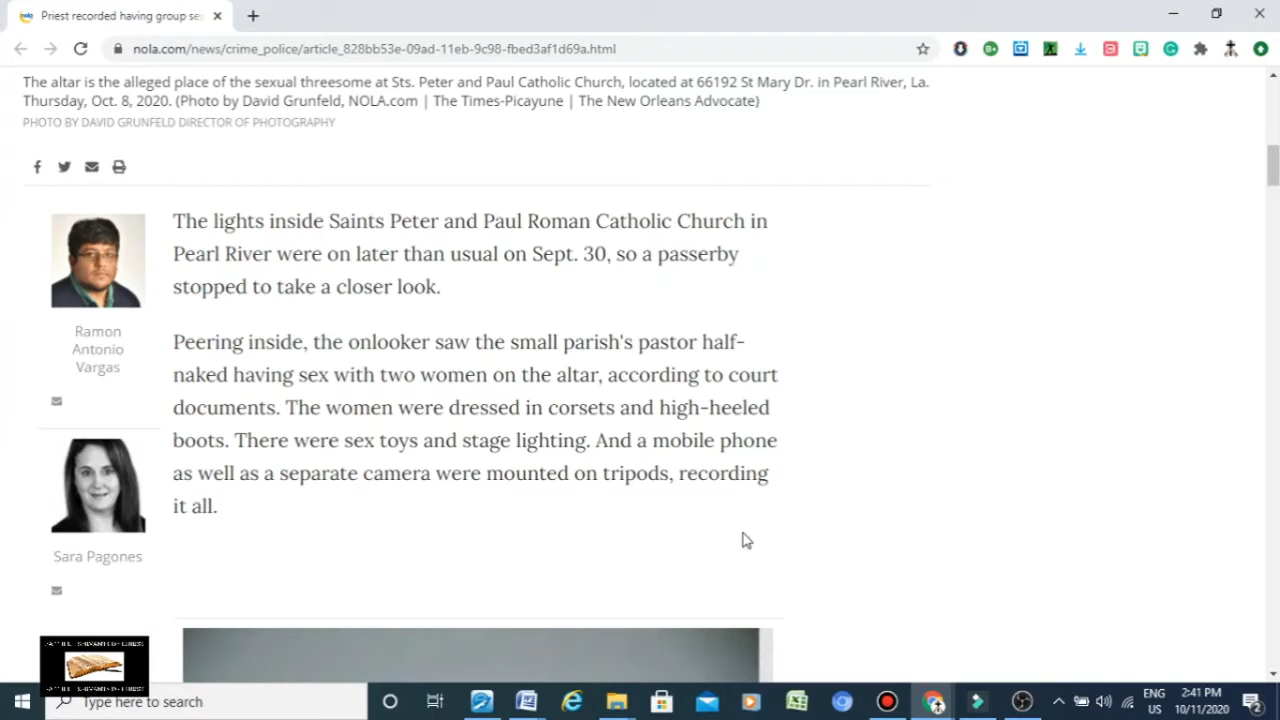 Priest recorded having group se
nola.com/news/crime_police/article_828bb53e-09ad-11eb-9c98-fbed3af1d69a.html
The altar is the alleged place of the sexual threesome at Sts. Peter and Paul Catholic Church, located at 66192 St Mary Dr. in Pearl River, La.
Thursday, Oct. 8, 2020. (Photo by David Grunfeld, NOLA.com | The Times-Picayune | The New Orleans Advocate)
PHOTO BY DAVID GRUNFELD DIRECTOR OF PHOTOGRAPHY
The lights inside Saints Peter and Paul Roman Catholic Church in
Pearl River were on later than usual on Sept. 30, so a passerby
stopped to take a closer look.
Ramon
Antonio
Vargas
Peering inside, the onlooker saw the small parish's pastor half-
naked having sex with two women on the altar, according to court
documents. The women were dressed in corsets and high-heeled
boots. There were sex toys and stage lighting. And a mobile phone
as well as a separate camera were mounted on tripods, recording
it all.
Sara Pagones
Type here to search
ENG
US
2:41 PM
10/11/2020
2